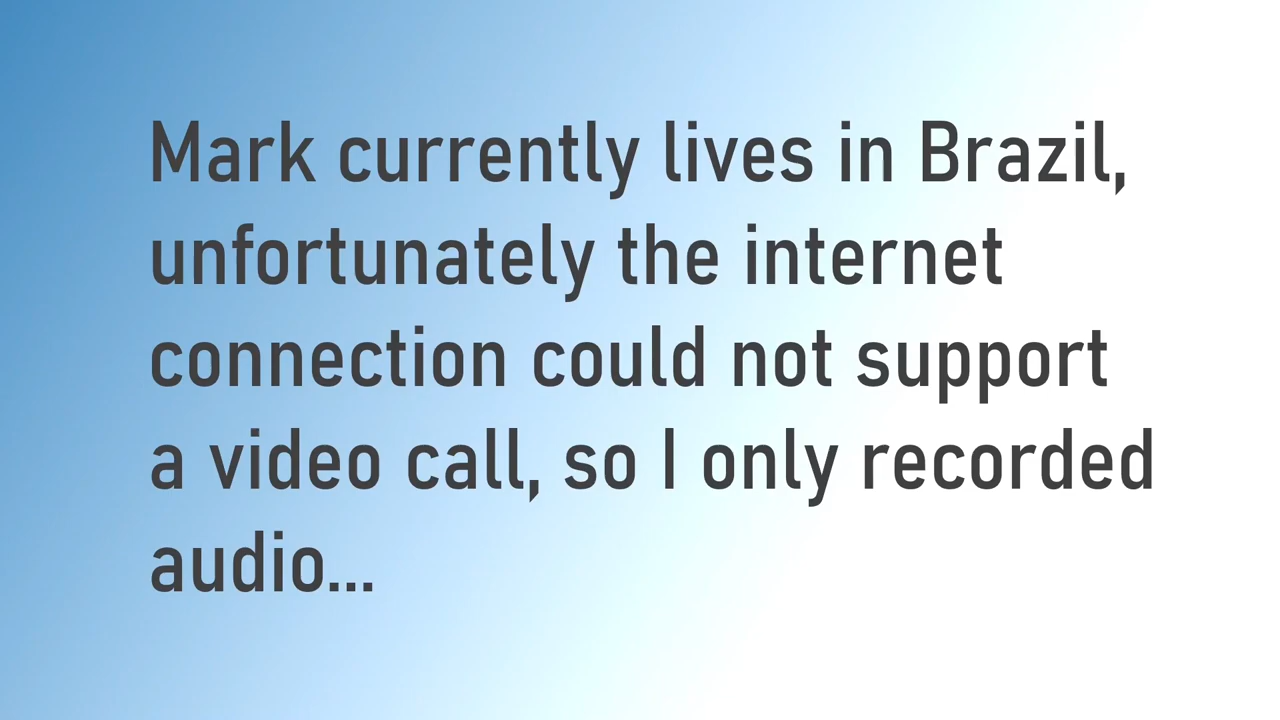 Mark currently lives in Brazil,
unfortunately the internet
connection could not support
a video call, so I only recorded
audio...